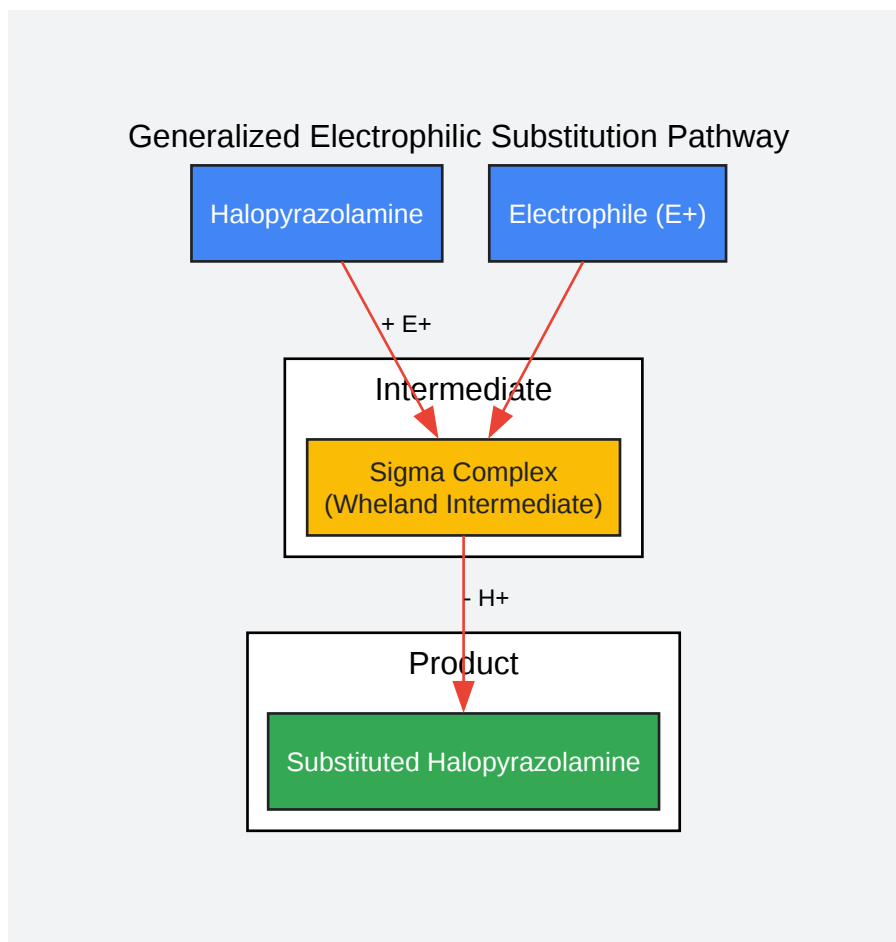 Generalized Electrophilic Substitution Pathway
Halopyrazolamine
Electrophile (E+)
+ E+
Intermediate
Sigma Complex
(Wheland Intermediate)
- H+
Product
Substituted Halopyrazolamine